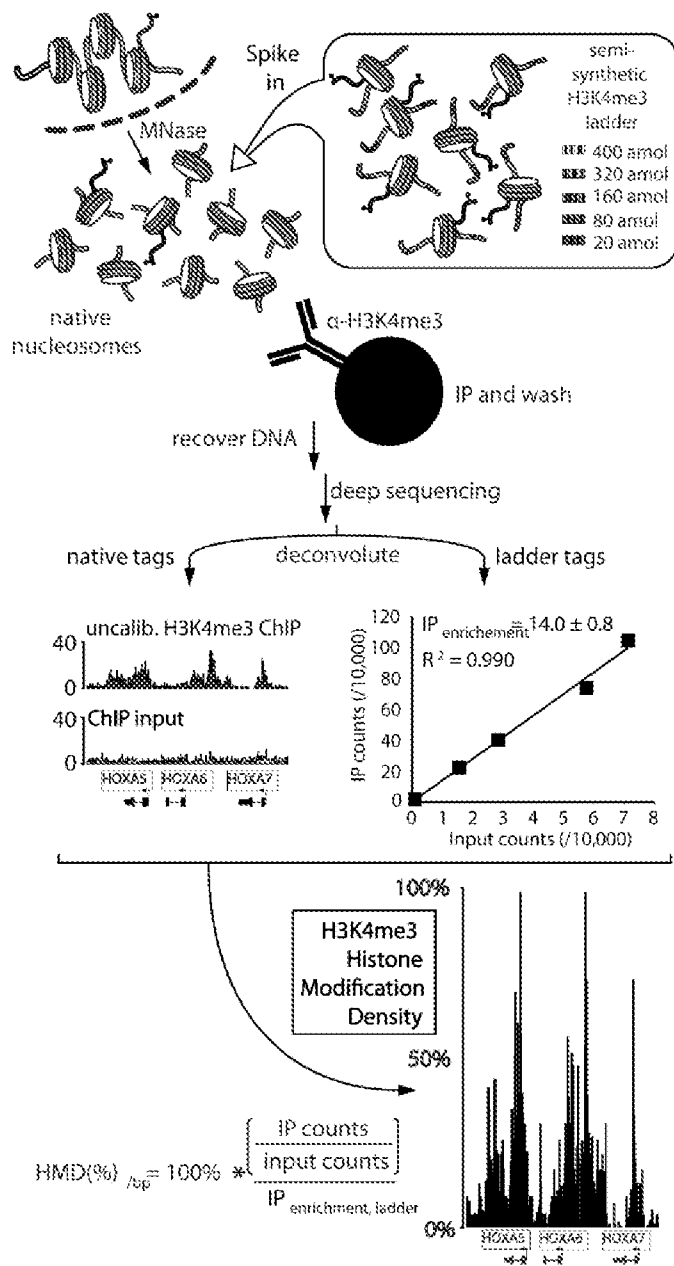 Spike
in
MNase
semi-
synthetic
H3K4me3
ladder
400 amol
320 amol
160 amol
80 amol
20 amol
native
nucleosomes
α-H3K4me3
IP and wash
recover DNA
deep sequencing
native tags
deconvolute
ladder tags
uncalib. H3K4me3 ChIP
40
0
ChIP input
40
0
HOXA5 HOXA6 HOXA7
IP enrichement = 14.0 ± 0.8
R² = 0.990
IP counts (/10,000)
120
100
80
60
40
20
0
0 1 2 3 4 5 6 7 8
Input counts (/10,000)
H3K4me3
Histone
Modification
Density
100%
50%
0%
HMD(%) /bp = 100% *
IP counts
input counts
IP enrichment, ladder
HOXA5 HOXA6 HOXA7